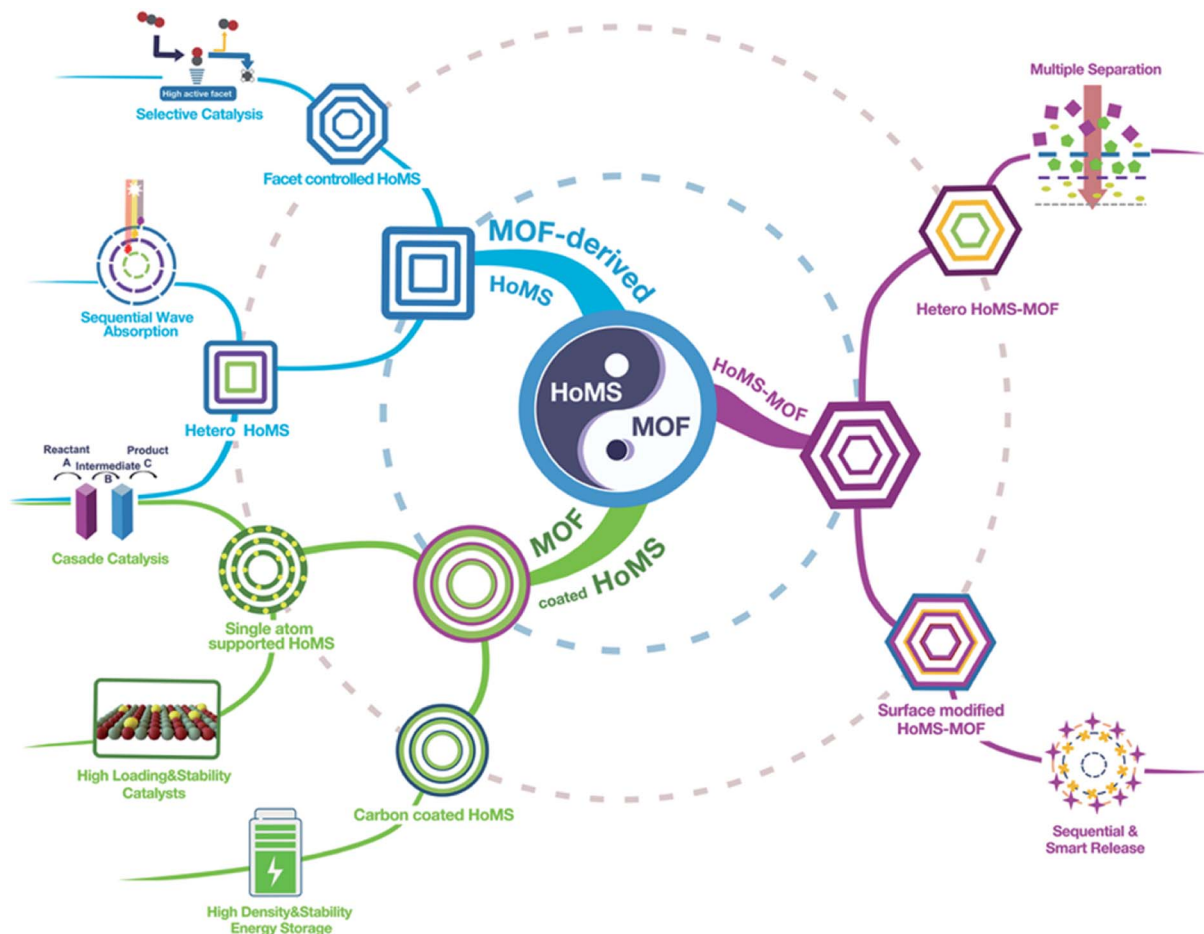 High active facet
Selective Catalysis
Facet controlled HoMS
Multiple Separation
MOF-derived
HoMS
Sequential Wave
Absorption
Hetero HoMS
Hetero HoMS-MOF
HoMS
MOF
HoMS-MOF
Reactant
A
Intermediate
B
Product
C
Casade Catalysis
MOF
coated HoMS
Single atom
supported HoMS
Surface modified
HoMS-MOF
High Loading&Stability
Catalysts
Carbon coated HoMS
Sequential &
Smart Release
High Density&Stability
Energy Storage